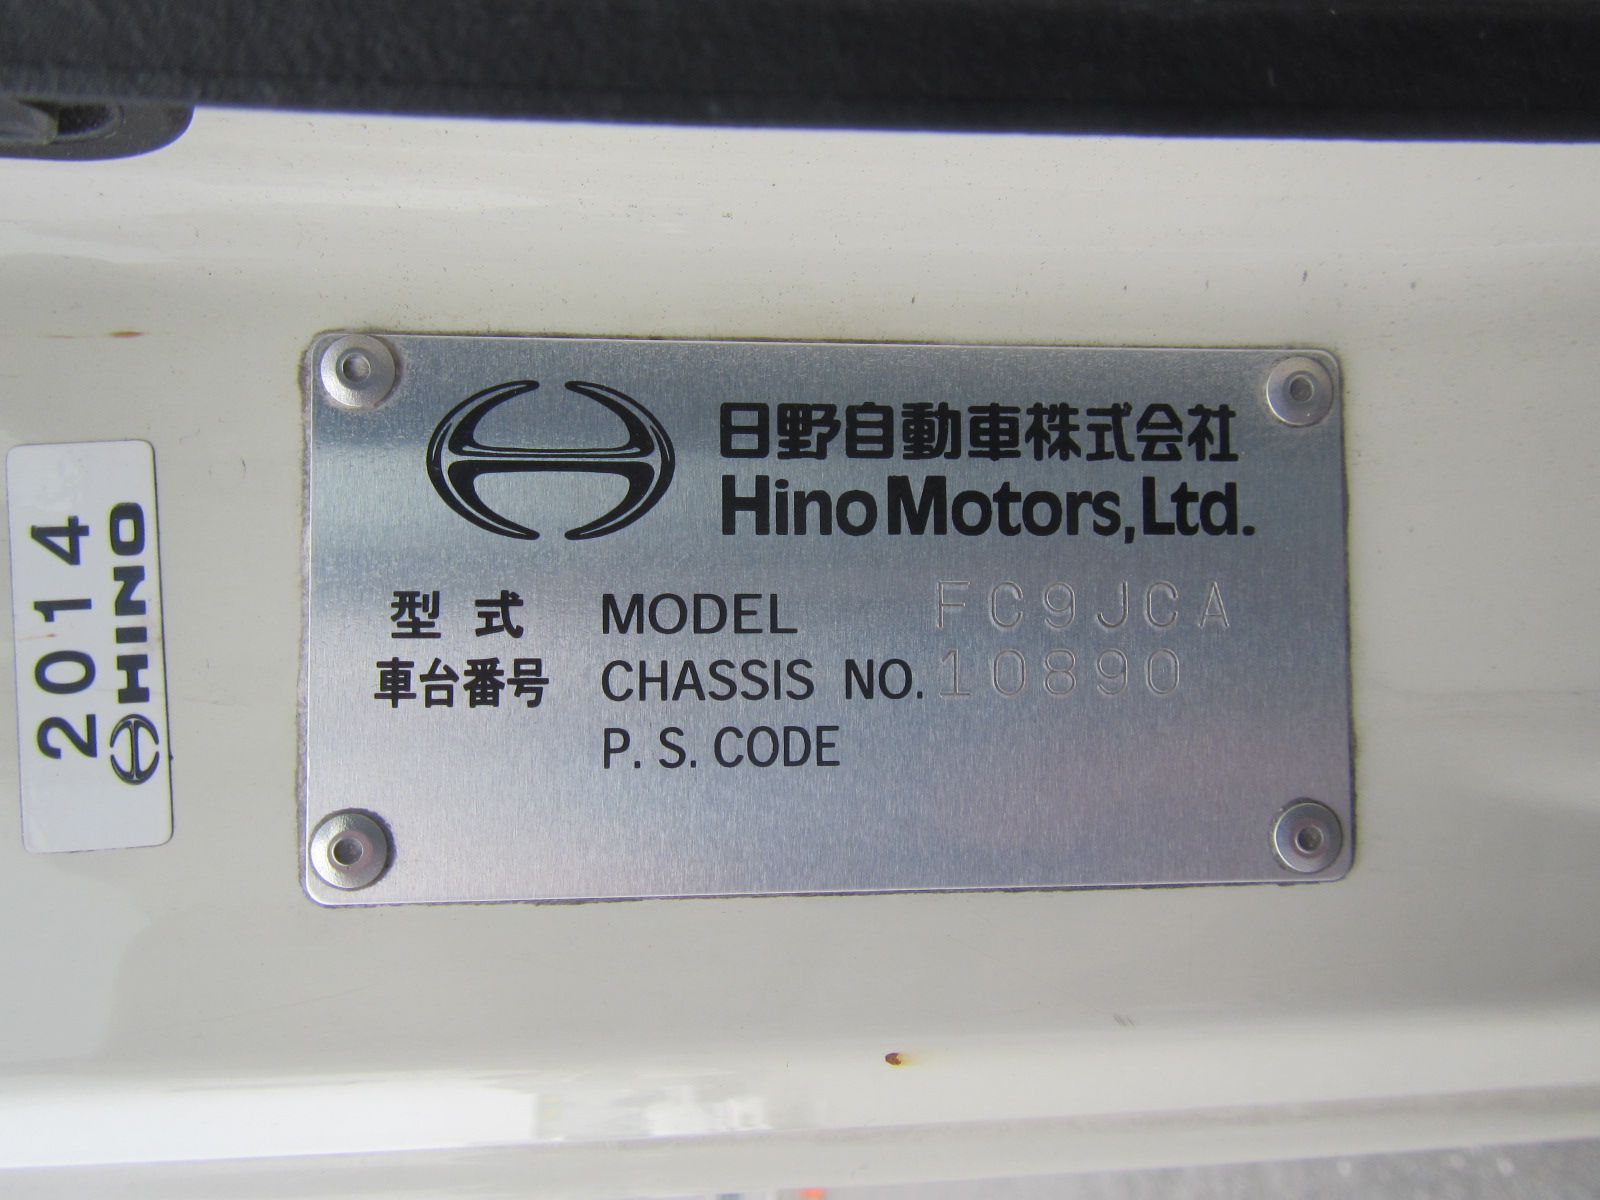 日野自動車株式会社
Hino Motors, Ltd.
型式 MODEL FC9JCA
車台番号 CHASSIS NO. 10890
P. S. CODE
2014
HINO